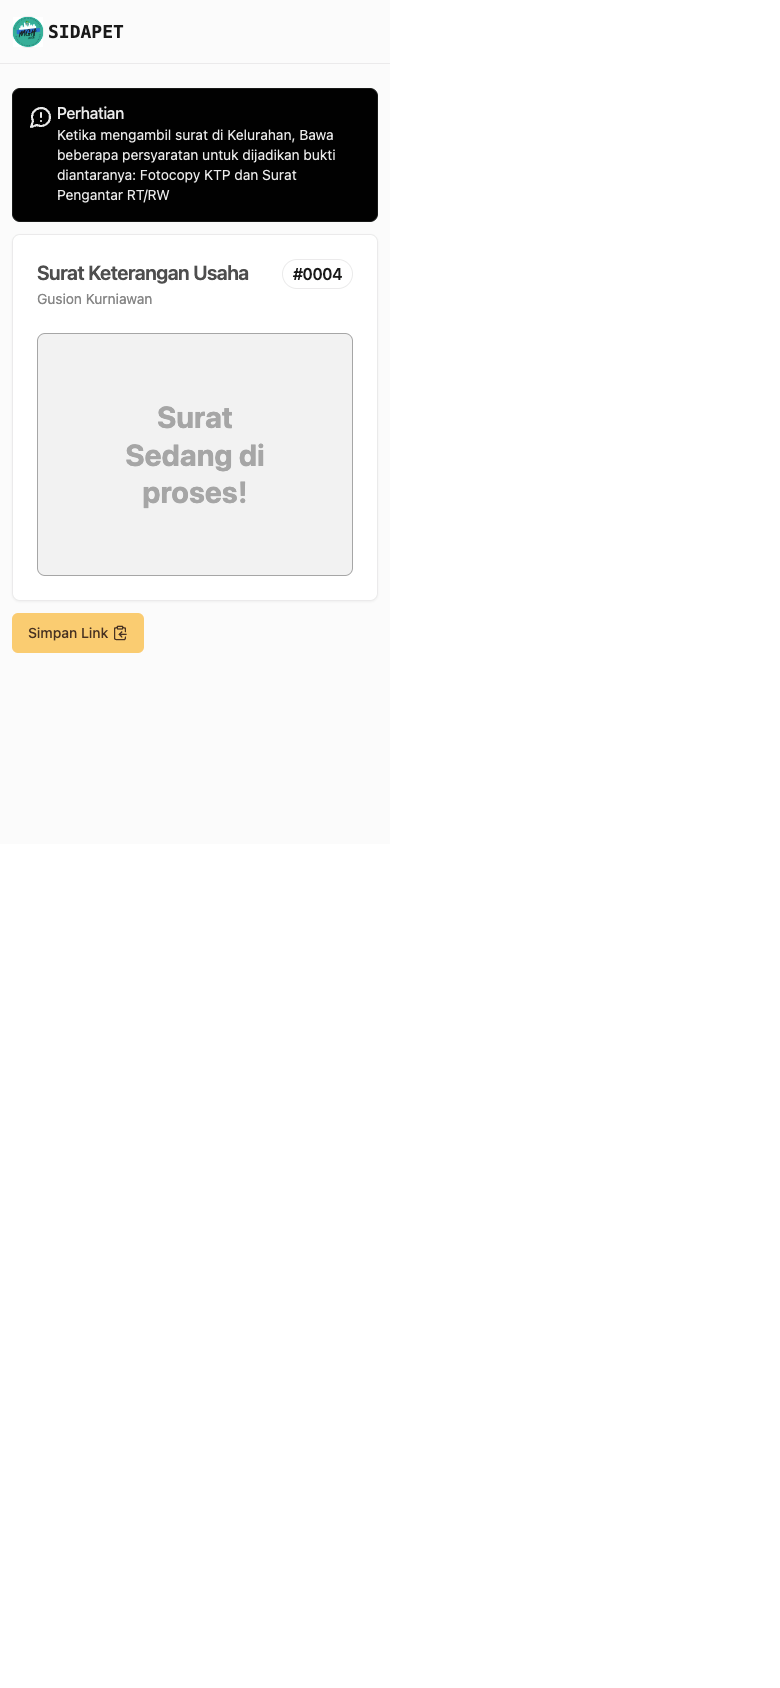 SIDAPET
Perhatian
Ketika mengambil surat di Kelurahan, Bawa
beberapa persyaratan untuk dijadikan bukti
diantaranya: Fotocopy KTP dan Surat
Pengantar RT/RW
Surat Keterangan Usaha
#0004
Gusion Kurniawan
Surat
Sedang di
proses!
Simpan Link